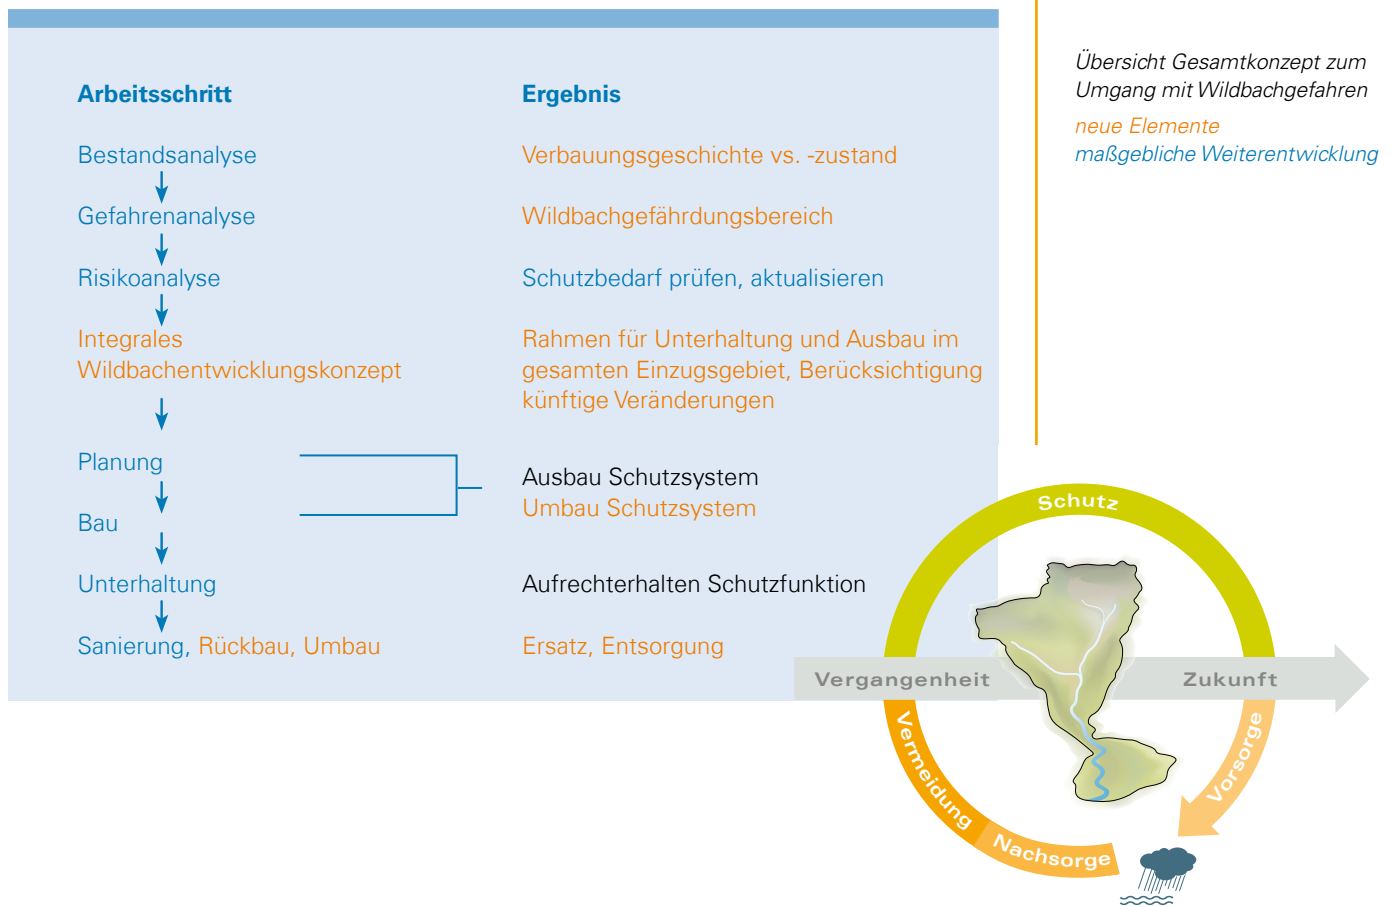 Arbeitsschritt
Ergebnis
Bestandsanalyse
Verbauungsgeschichte vs. -zustand
Gefahrenanalyse
Wildbachgefährdungsbereich
Risikoanalyse
Schutzbedarf prüfen, aktualisieren
Integrales
Wildbachentwicklungskonzept
Rahmen für Unterhaltung und Ausbau im
gesamten Einzugsgebiet, Berücksichtigung
künftige Veränderungen
Planung
Bau
Ausbau Schutzsystem
Umbau Schutzsystem
Unterhaltung
Aufrechterhalten Schutzfunktion
Sanierung, Rückbau, Umbau
Ersatz, Entsorgung
Übersicht Gesamtkonzept zum
Umgang mit Wildbachgefahren
neue Elemente
maßgebliche Weiterentwicklung
Schutz
Vergangenheit
Zukunft
Vermeidung
Nachsorge
Vorsorge